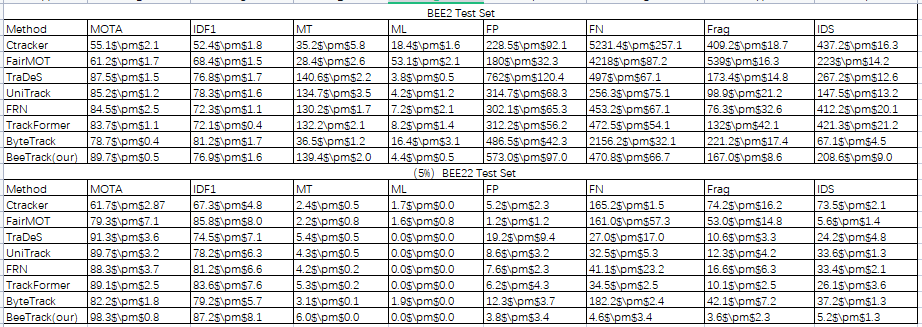 BEE2 Test Set
Method MOTA IDF1 MT ML FP FN Frag IDS
Ctracker 55.1$\pm$2.1 52.4$\pm$1.8 35.2$\pm$5.8 18.4$\pm$1.6 228.5$\pm$92.1 5231.4$\pm$257.1 409.2$\pm$18.7 437.2$\pm$16.3
FairMOT 61.2$\pm$1.7 68.4$\pm$1.5 28.4$\pm$2.6 53.1$\pm$2.1 180$\pm$32.3 4218$\pm$87.2 539$\pm$16.3 223$\pm$14.2
TraDeS 87.5$\pm$1.5 76.8$\pm$1.7 140.6$\pm$2.2 3.8$\pm$0.5 762$\pm$120.4 497$\pm$67.1 173.4$\pm$14.8 267.2$\pm$12.6
UniTrack 85.2$\pm$1.2 78.3$\pm$1.6 134.7$\pm$3.5 4.2$\pm$1.2 314.7$\pm$68.3 256.3$\pm$75.1 98.9$\pm$21.2 147.5$\pm$13.2
FRN 84.5$\pm$2.5 72.3$\pm$1.1 130.2$\pm$1.7 7.2$\pm$2.1 302.1$\pm$65.3 453.2$\pm$67.1 76.3$\pm$32.6 412.2$\pm$20.1
TrackFormer 83.7$\pm$1.1 72.1$\pm$0.4 132.2\pm$2.1 8.2$\pm$1.4 312.2$\pm$56.2 472.5$\pm$54.1 132$\pm$42.1 421.3$\pm$21.2
ByteTrack 78.7$\pm$0.4 81.2$\pm$1.7 36.5$\pm$1.2 16.4$\pm$3.1 486.5$\pm$42.3 2156.2$\pm$32.1 221.2$\pm$17.4 67.1$\pm$4.5
BeeTrack(our) 89.7$\pm$0.5 76.9$\pm$1.6 139.4$\pm$2.0 4.4$\pm$0.5 573.0$\pm$97.0 470.8$\pm$66.7 167.0$\pm$8.6 208.6$\pm$9.0
(5%) BEE22 Test Set
Method MOTA IDF1 MT ML FP FN Frag IDS
Ctracker 61.7$\pm$2.87 67.3$\pm$4.8 2.4$\pm$0.5 1.7$\pm$0.0 5.2$\pm$2.3 165.2$\pm$1.5 74.2$\pm$16.2 73.5$\pm$2.1
FairMOT 79.3$\pm$7.1 85.8$\pm$8.0 2.2$\pm$0.8 1.6$\pm$0.8 1.2$\pm$1.2 161.0$\pm$57.3 53.0$\pm$14.8 5.6$\pm$1.4
TraDeS 91.3$\pm$3.6 74.5$\pm$7.1 5.4$\pm$0.5 0.0$\pm$0.0 19.2$\pm$9.4 27.0$\pm$17.0 10.6$\pm$3.3 24.2$\pm$4.8
UniTrack 89.7$\pm$3.2 78.2$\pm$6.3 4.3$\pm$0.5 0.0$\pm$0.0 8.6$\pm$3.2 32.5$\pm$5.3 12.3$\pm$4.2 33.6$\pm$1.3
FRN 88.3$\pm$3.7 81.2$\pm$6.6 4.2$\pm$0.2 0.0$\pm$0.0 7.6$\pm$2.3 41.1$\pm$23.2 16.6$\pm$6.3 33.4$\pm$2.1
TrackFormer 89.1$\pm$2.5 83.6$\pm$7.6 5.3$\pm$0.2 0.0$\pm$0.0 6.2$\pm$4.3 34.5$\pm$2.5 10.1$\pm$2.5 26.1$\pm$3.6
ByteTrack 82.2$\pm$1.8 79.2$\pm$5.7 3.1$\pm$0.1 1.9$\pm$0.0 12.3$\pm$3.7 182.2$\pm$2.4 42.1$\pm$7.2 37.2$\pm$1.3
BeeTrack(our) 98.3$\pm$0.8 87.2$\pm$8.1 6.0$\pm$0.0 0.0$\pm$0.0 3.8$\pm$3.4 4.6$\pm$3.4 3.6$\pm$2.3 5.2$\pm$1.3